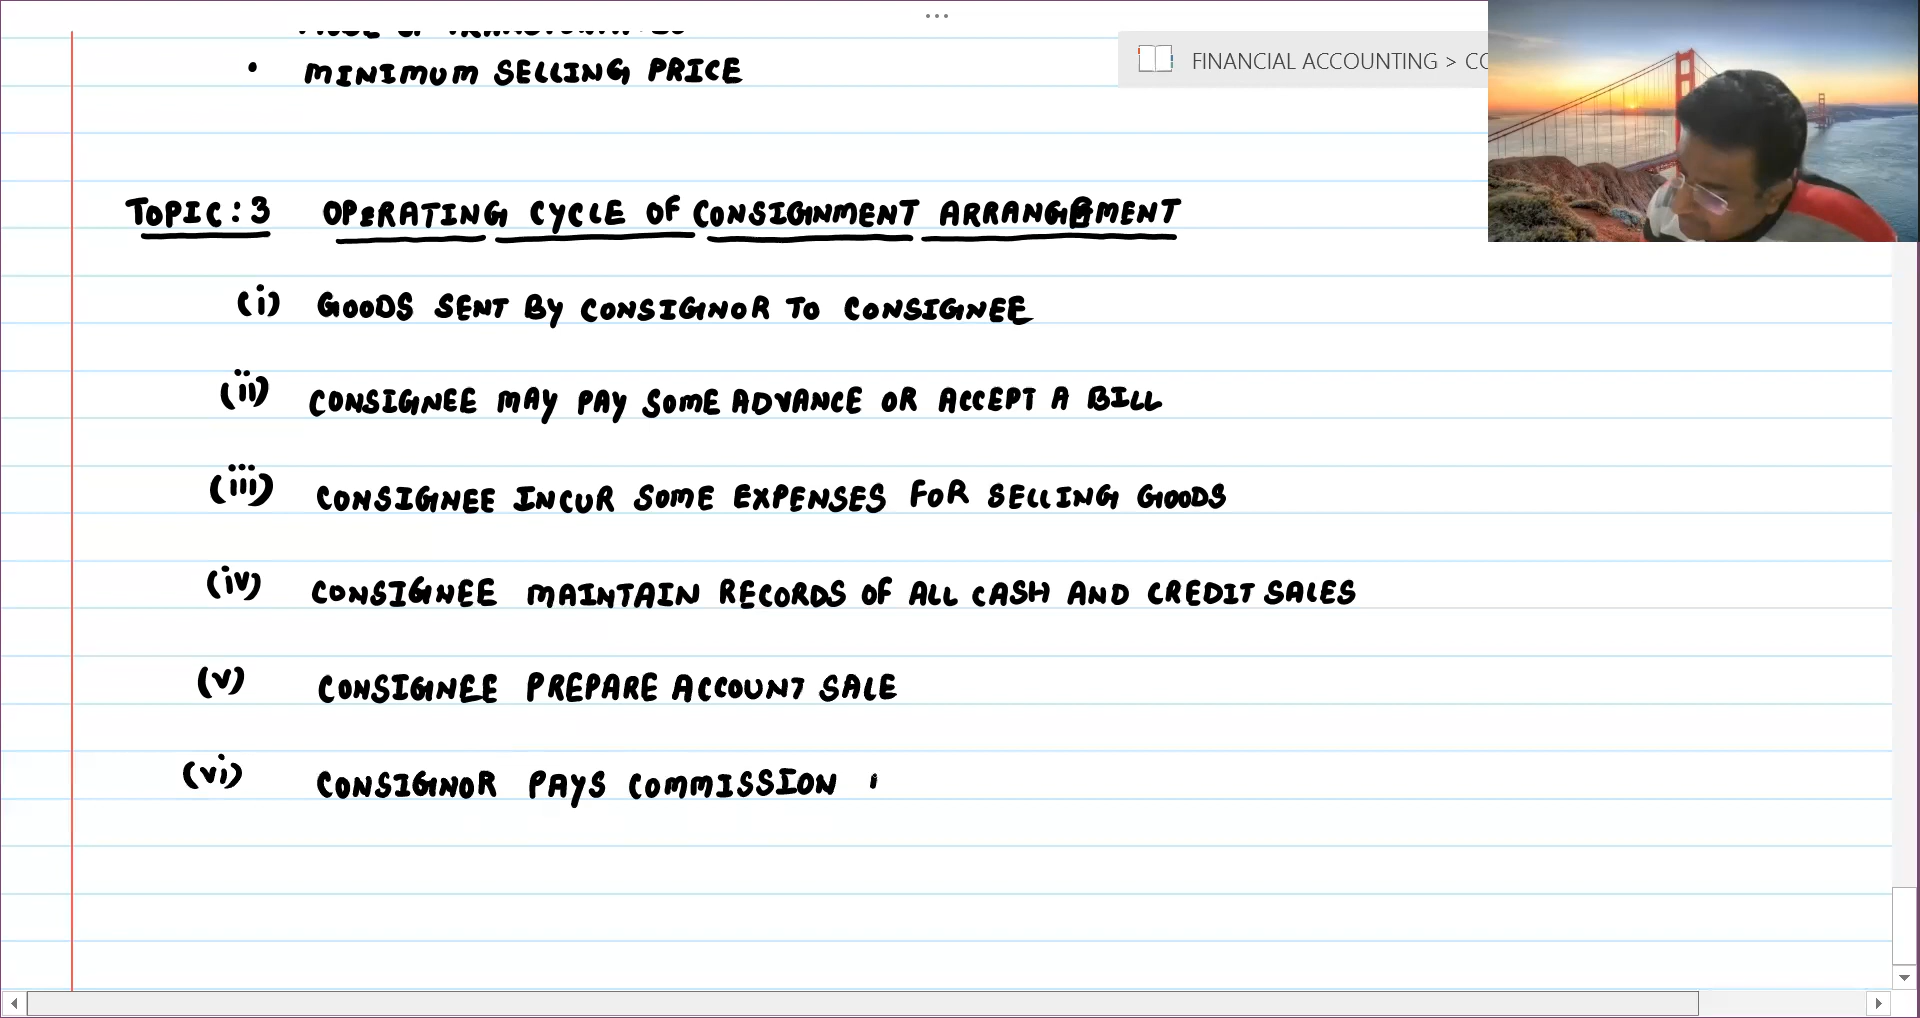 • MINIMUM SELLING PRICE
FINANCIAL ACCOUNTING > CO
TOPIC:3 OPERATING CYCLE OF CONSIGNMENT ARRANGEMENT
(i) GOODS SENT BY CONSIGNOR TO CONSIGNEE
(ii) CONSIGNEE MAY PAY SOME ADVANCE OR ACCEPT A BILL
(iii) CONSIGNEE INCUR SOME EXPENSES FOR SELLING GOODS
(iv) CONSIGNEE MAINTAIN RECORDS OF ALL CASH AND CREDIT SALES
(v) CONSIGNEE PREPARE ACCOUNT SALE
(vi) CONSIGNOR PAYS COMMISSION